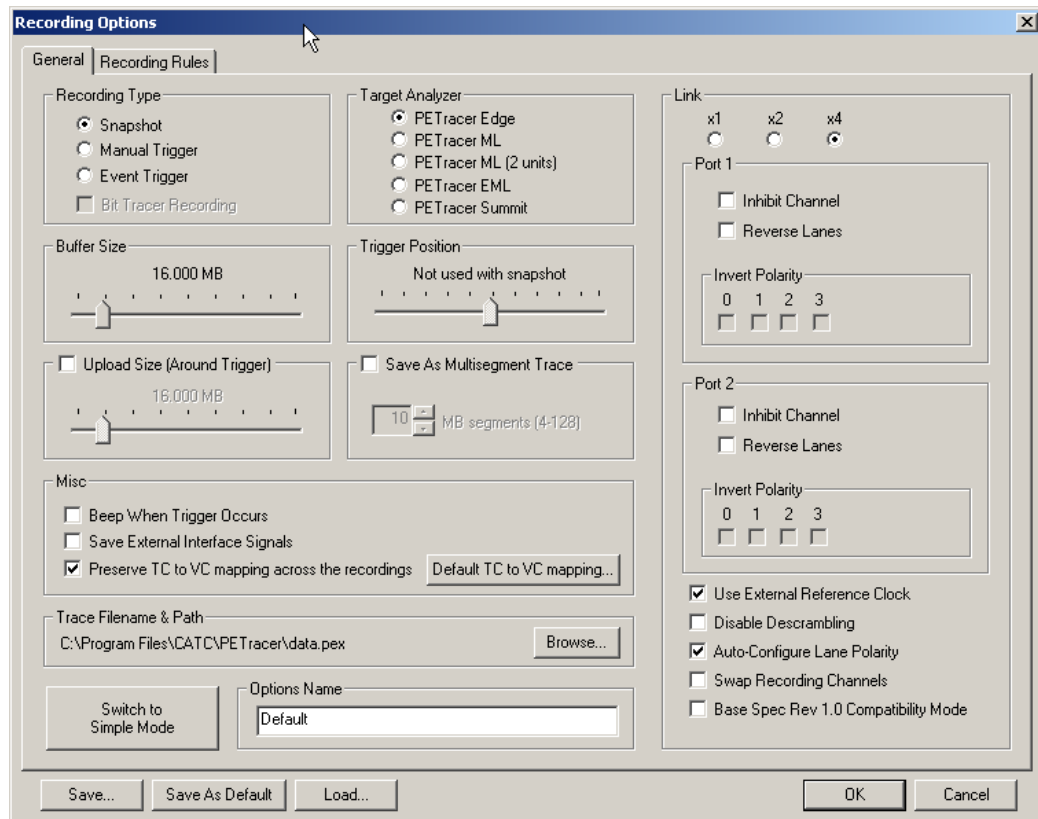 Recording Options
General
Recording Rules
Recording Type
Snapshot
Manual Trigger
Event Trigger
Bit Tracer Recording
Target Analyzer
PETracer Edge
PETracer ML
PETracer ML (2 units)
PETracer EML
PETracer Summit
Buffer Size
16.000 MB
Trigger Position
Not used with snapshot
Upload Size (Around Trigger)
16.000 MB
Save As Multisegment Trace
10 MB segments (4-128)
Misc
Beep When Trigger Occurs
Save External Interface Signals
Preserve TC to VC mapping across the recordings
Default TC to VC mapping...
Trace Filename & Path
C:\Program Files\CATC\PETracer\data.pex
Browse...
Switch to
Simple Mode
Options Name
Default
Link
x1 x2 x4
Port 1
Inhibit Channel
Reverse Lanes
Invert Polarity
0 1 2 3
Port 2
Inhibit Channel
Reverse Lanes
Invert Polarity
0 1 2 3
Use External Reference Clock
Disable Descrambling
Auto-Configure Lane Polarity
Swap Recording Channels
Base Spec Rev 1.0 Compatibility Mode
Save...
Save As Default
Load...
OK
Cancel